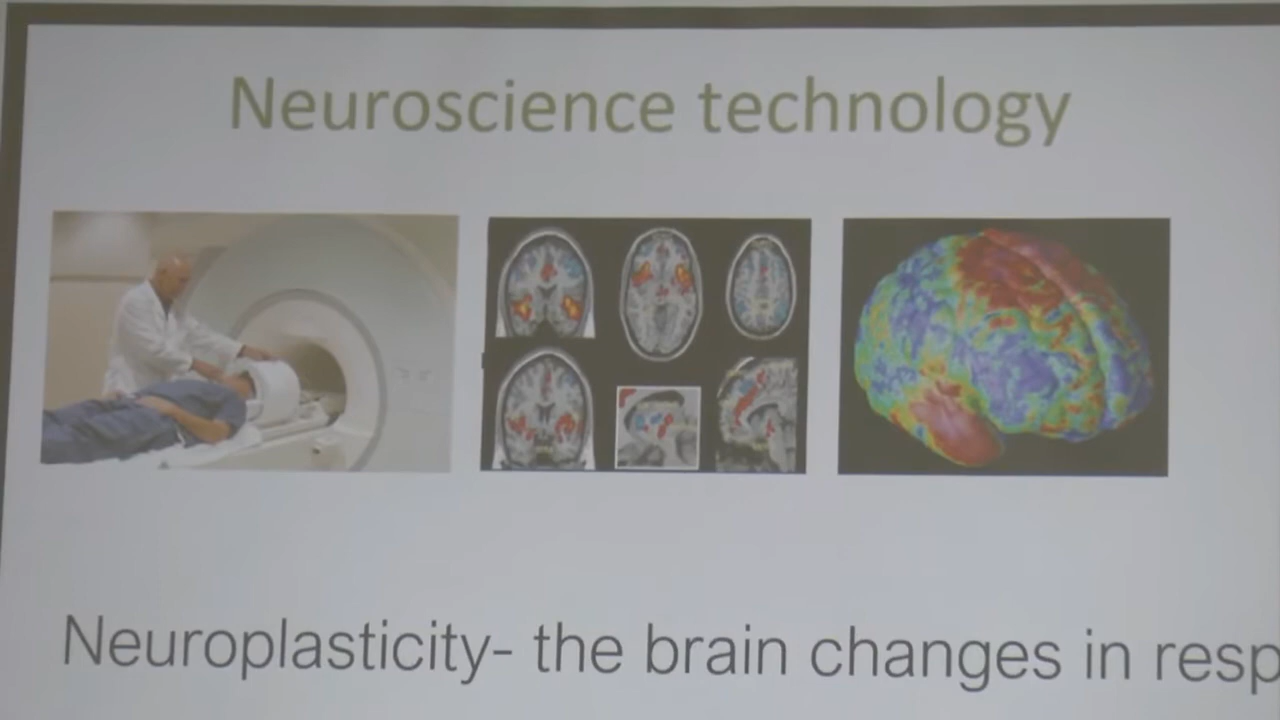 Neuroscience technology
Neuroplasticity- the brain changes in resp